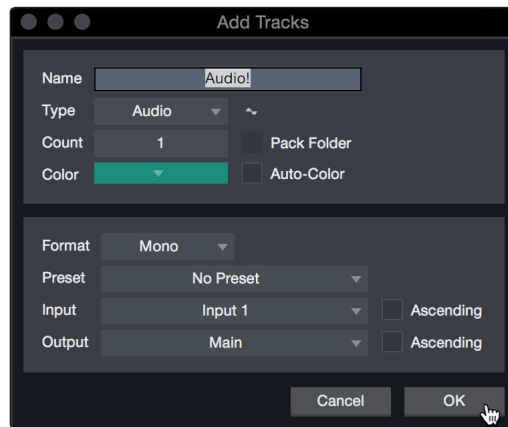 Add Tracks
Name Audio!
Type Audio
Count 1 Pack Folder
Color Auto-Color
Format Mono
Preset No Preset
Input Input 1 Ascending
Output Main Ascending
Cancel OK